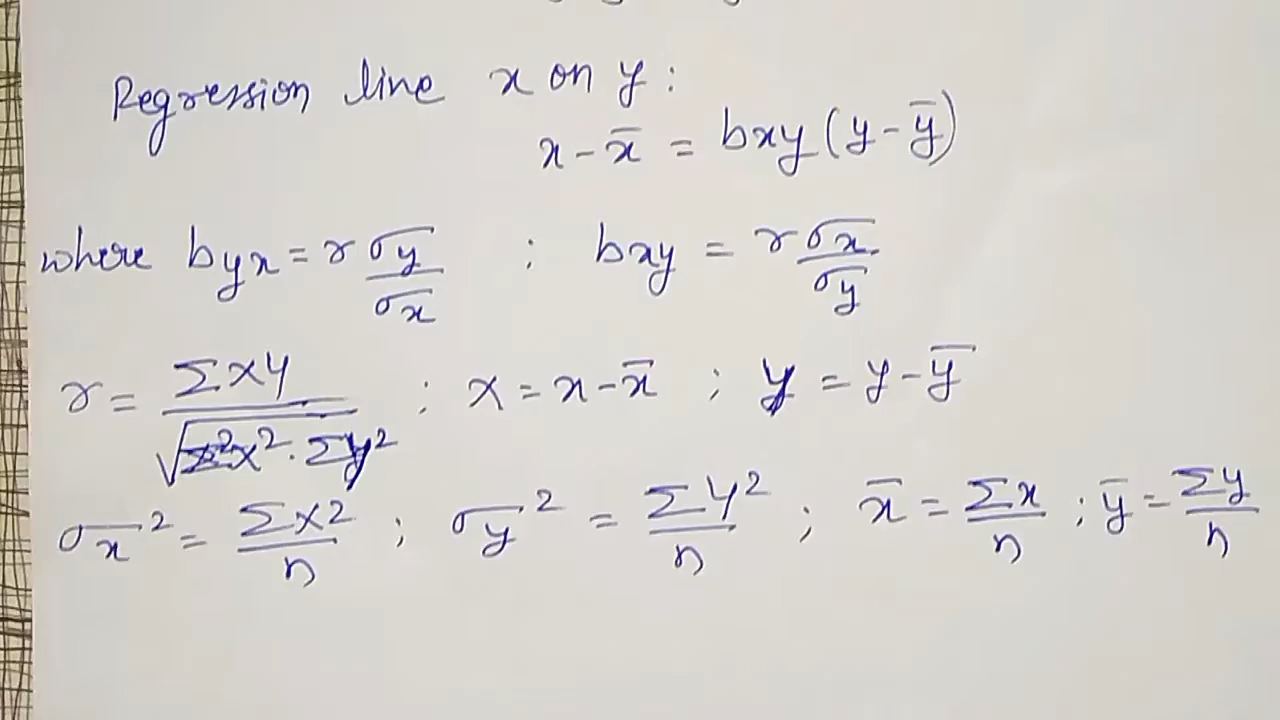 Regression line x on y :
x - x̄ = bxy (y - ȳ)
where byx = r σy/σx ; bxy = r σx/σy
r = ΣXY/√(ΣX² · ΣY²) ; X = x - x̄ ; Y = y - ȳ
σx² = ΣX²/n ; σy² = ΣY²/n ; x̄ = Σx/n ; ȳ = Σy/n